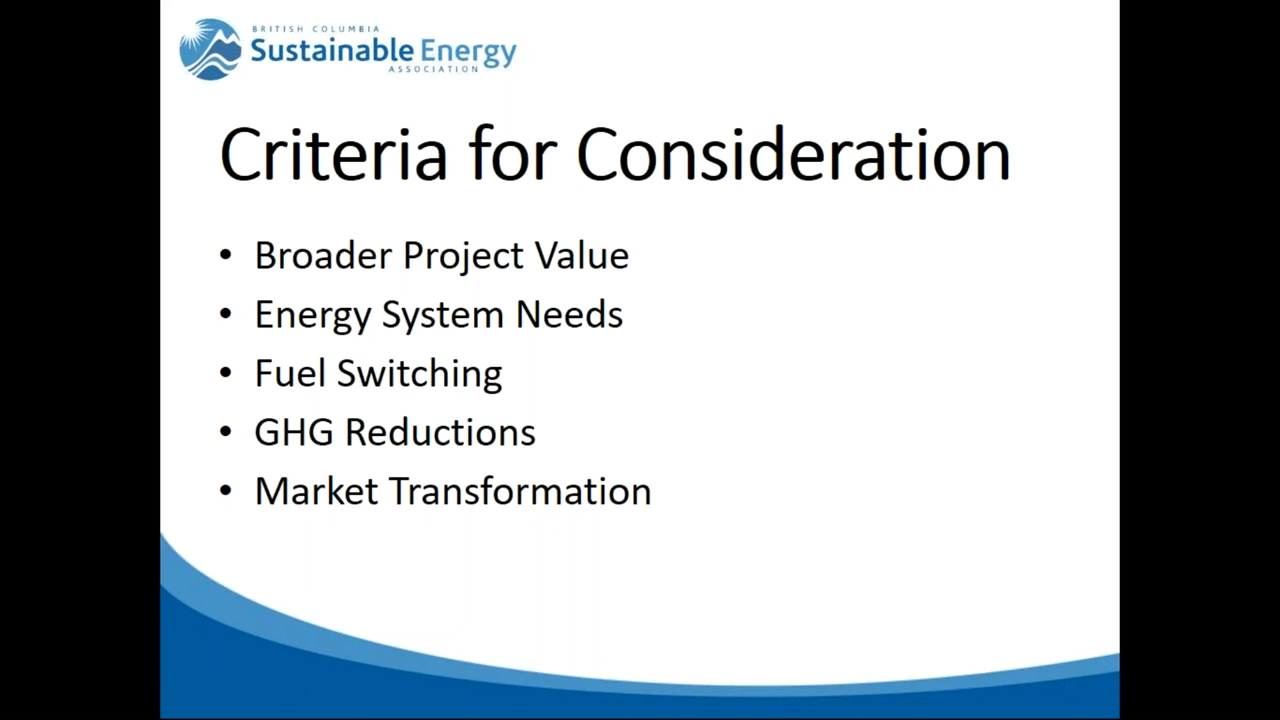 BRITISH COLUMBIA
Sustainable Energy
ASSOCIATION
Criteria for Consideration
• Broader Project Value
• Energy System Needs
• Fuel Switching
• GHG Reductions
• Market Transformation